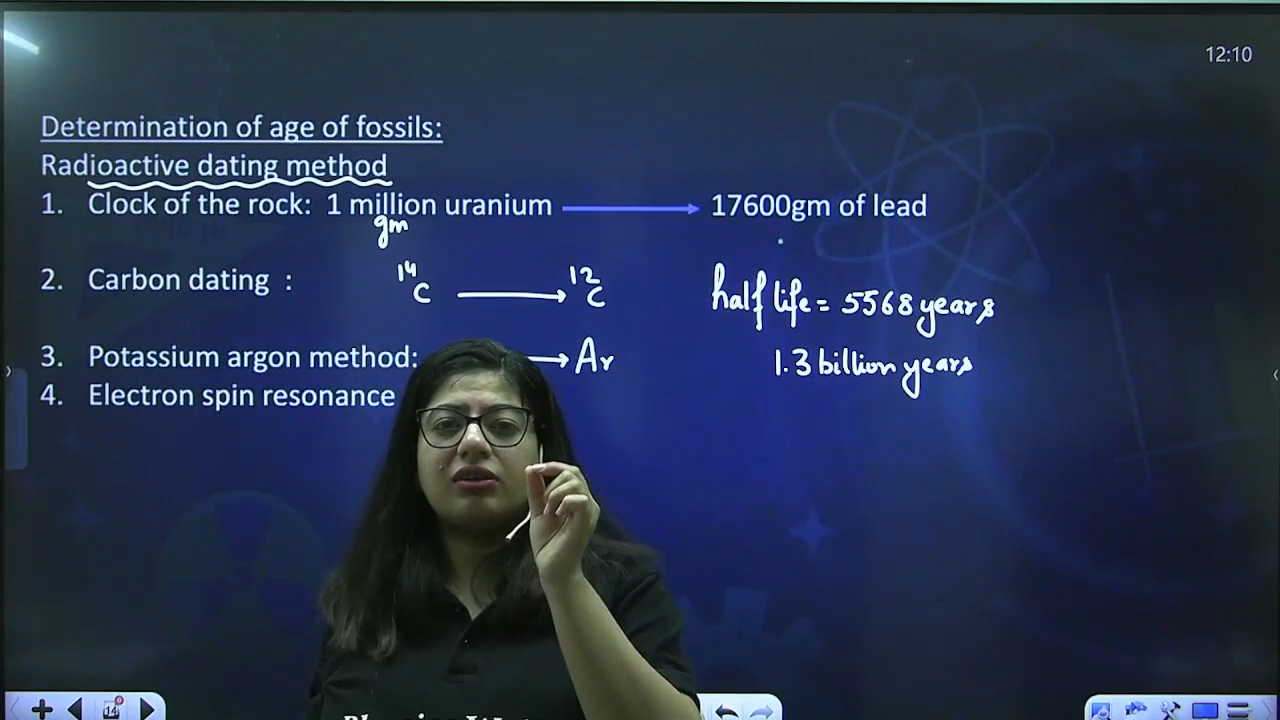 12:10
Determination of age of fossils:
Radioactive dating method
1. Clock of the rock: 1 million uranium → 17600gm of lead
gm
2. Carbon dating : ¹⁴C → ¹²C half life = 5568 years
3. Potassium argon method: → Ar 1.3 billion years
4. Electron spin resonance
14